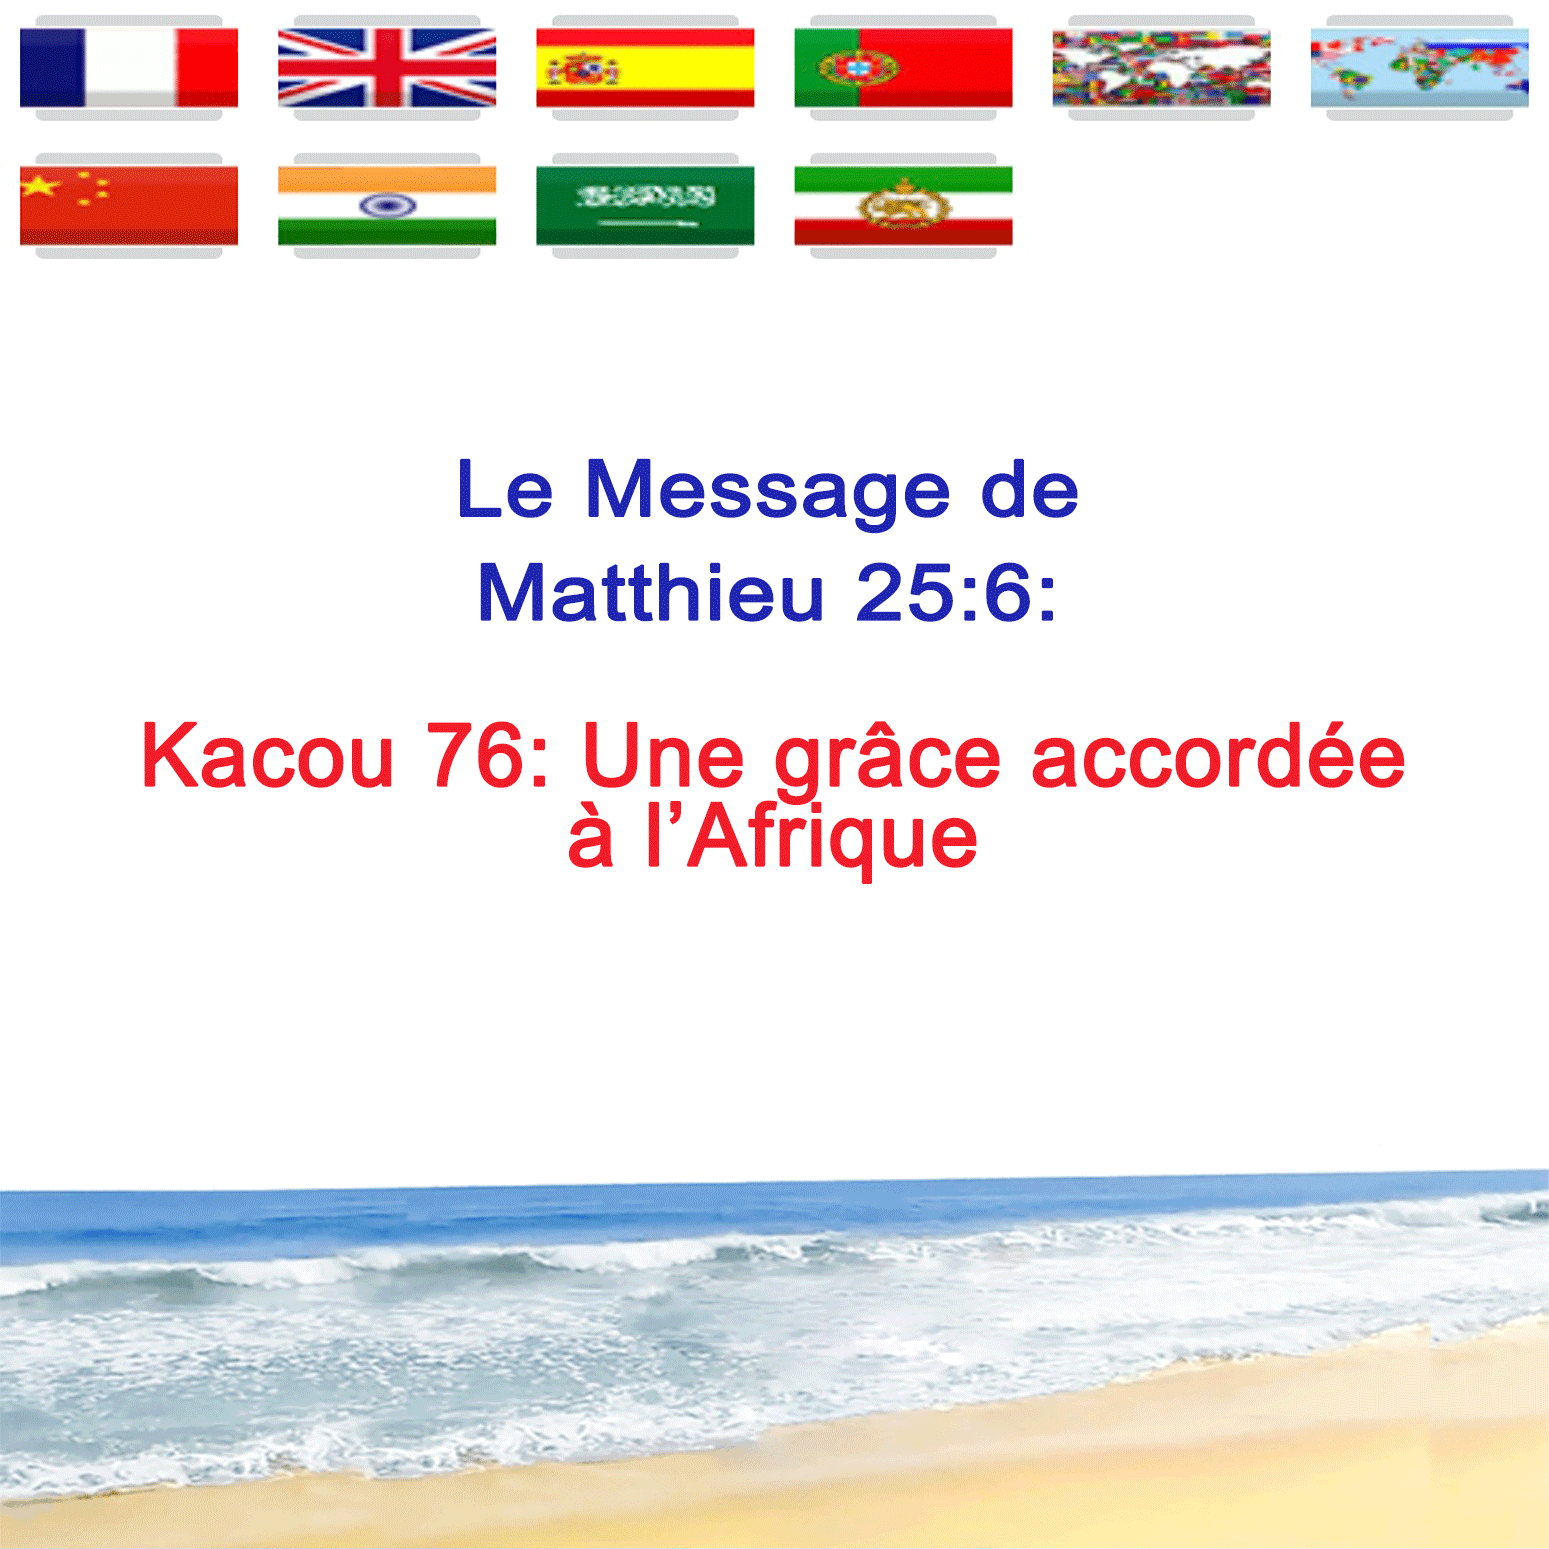 Le Message de
Matthieu 25:6:
Kacou 76: Une grâce accordée
à l’Afrique